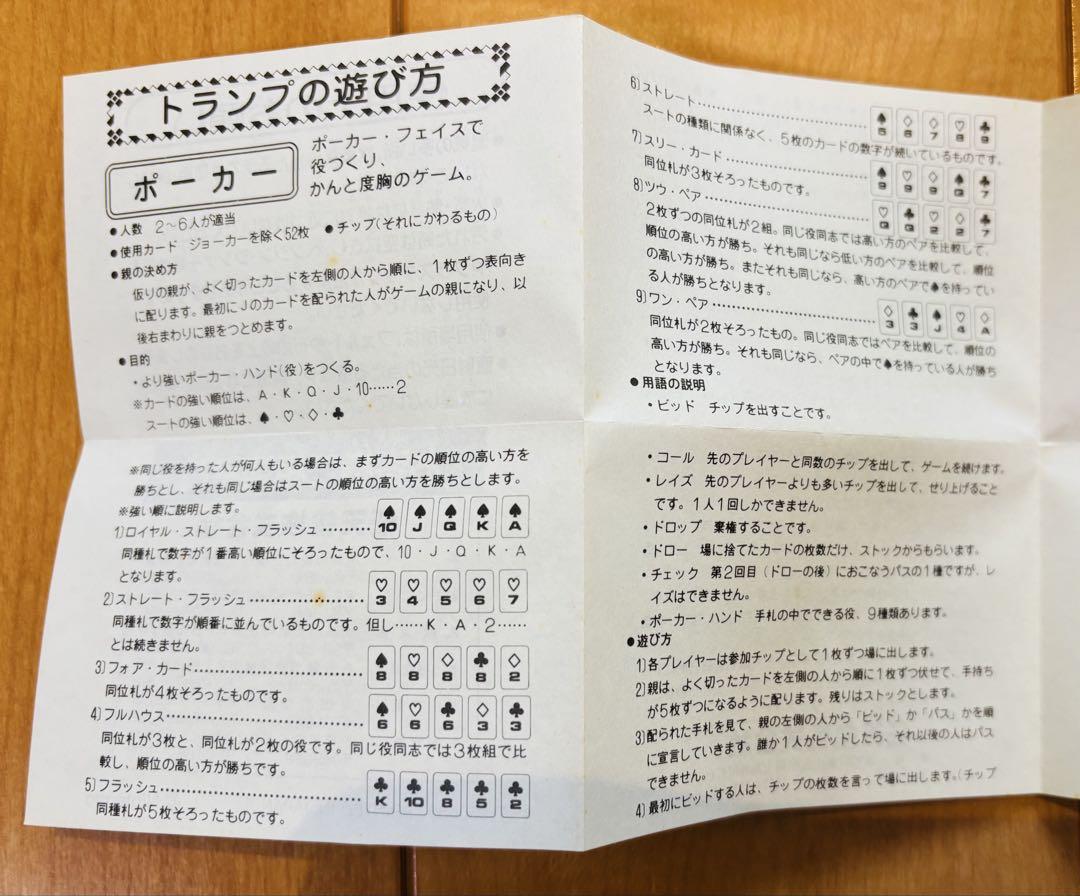 トランプの遊び方
ポーカー
ポーカー・フェイスで
役づくり、
かんと度胸のゲーム。
●人数 2〜6人が適当
●使用カード ジョーカーを除く52枚 ●チップ(それにかわるもの)
●親の決め方
仮りの親が、よく切ったカードを左側の人から順に、1枚ずつ表向き
に配ります。最初にJのカードを配られた人がゲームの親になり、以
後右まわりに親をつとめます。
●目的
・より強いポーカー・ハンド(役)をつくる。
※カードの強い順位は、A・K・Q・J・10……2
スートの強い順位は、♠・♡・♢・♣
※同じ役を持った人が何人もいる場合は、まずカードの順位の高い方を
勝ちとし、それも同じ場合はスートの順位の高い方を勝ちとします。
※強い順に説明します。
1)ロイヤル・ストレート・フラッシュ……… ♠10 ♠J ♠Q ♠K ♠A
同種札で数字が1番高い順位にそろったもので、10・J・Q・K・A
となります。
2)ストレート・フラッシュ…………………… ♡3 ♡4 ♡5 ♡6 ♡7
同種札で数字が順番に並んでいるものです。但し……K・A・2……
とは続きません。
3)フォア・カード……………………………… ♠8 ♡8 ♢8 ♣8 ♢2
同位札が4枚そろったものです。
4)フルハウス…………………………………… ♠6 ♡6 ♣6 ♢3 ♣3
同位札が3枚と、同位札が2枚の役です。同じ役同志では3枚組で比
較し、順位の高い方が勝ちです。
5)フラッシュ…………………………………… ♣K ♣10 ♣8 ♣5 ♣2
同種札が5枚そろったものです。
6)ストレート…………………………………… ♠5 ♢6 ♢7 ♡8 ♣9
スートの種類に関係なく、5枚のカードの数字が続いているものです。
7)スリー・カード……………………………… ♠9 ♡9 ♢9 ♠Q ♣7
同位札が3枚そろったものです。
8)ツウ・ペア…………………………………… ♡Q ♣Q ♡2 ♢2 ♣7
2枚ずつの同位札が2組。同じ役同志では高い方のペアを比較して、
順位の高い方が勝ち。それも同じなら低い方のペアを比較して、順位
の高い方が勝ち。またそれも同じなら、高い方のペアで♠を持ってい
る人が勝ちとなります。
9)ワン・ペア…………………………………… ♢3 ♣3 ♠J ♡4 ♢A
同位札が2枚そろったもの。同じ役同志ではペアを比較して、順位の
高い方が勝ち。それも同じなら、ペアの中で♠を持っている人が勝ち
となります。
●用語の説明
・ビッド チップを出すことです。
・コール 先のプレイヤーと同数のチップを出して、ゲームを続けます。
・レイズ 先のプレイヤーよりも多いチップを出して、せり上げること
です。1人1回しかできません。
・ドロップ 棄権することです。
・ドロー 場に捨てたカードの枚数だけ、ストックからもらいます。
・チェック 第2回目(ドローの後)におこなうパスの1種ですが、レ
イズはできません。
・ポーカー・ハンド 手札の中でできる役、9種類あります。
●遊び方
1)各プレイヤーは参加チップとして1枚ずつ場に出します。
2)親は、よく切ったカードを左側の人から順に1枚ずつ伏せて、手持ち
が5枚ずつになるように配ります。残りはストックとします。
3)配られた手札を見て、親の左側の人から「ビッド」か「パス」かを順
に宣言していきます。誰か1人がビッドしたら、それ以後の人はパス
できません。
4)最初にビッドする人は、チップの枚数を言って場に出します。(チップ